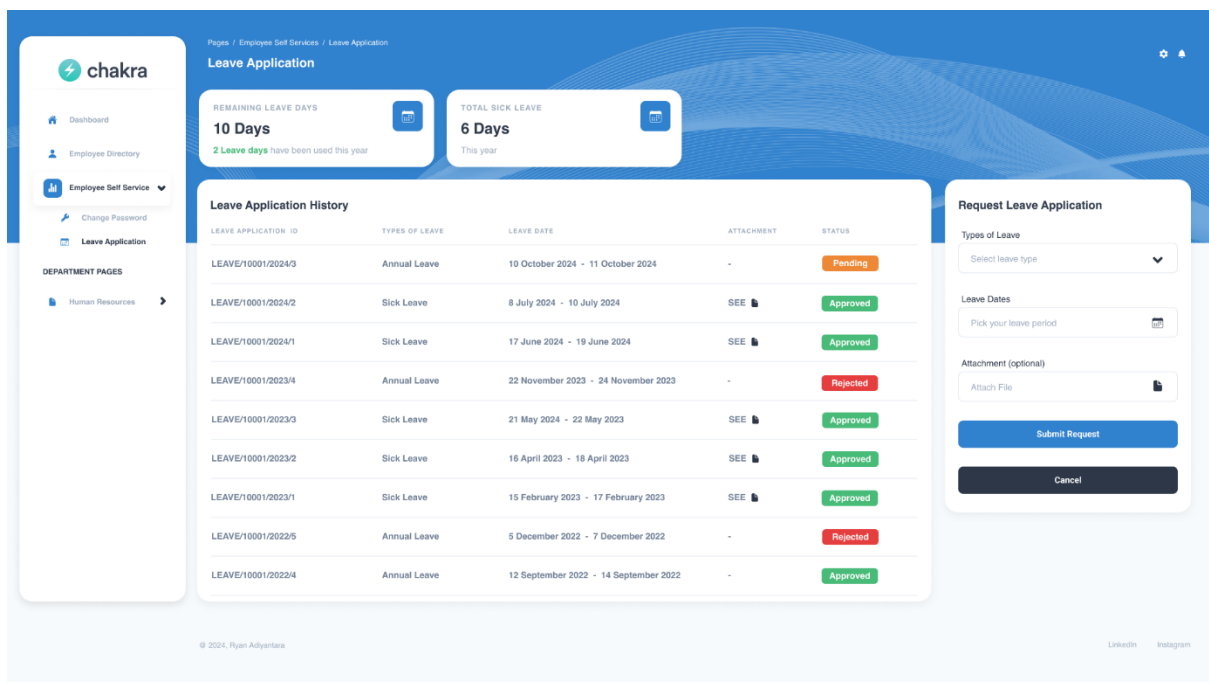 chakra
Dashboard
Employee Directory
Employee Self Service
Change Password
Leave Application
DEPARTMENT PAGES
Human Resources
Pages / Employee Self Services / Leave Application
Leave Application
REMAINING LEAVE DAYS
10 Days
2 Leave days have been used this year
TOTAL SICK LEAVE
6 Days
This year
Leave Application History
LEAVE APPLICATION ID TYPES OF LEAVE LEAVE DATE ATTACHMENT STATUS
LEAVE/10001/2024/3 Annual Leave 10 October 2024 - 11 October 2024 - Pending
LEAVE/10001/2024/2 Sick Leave 8 July 2024 - 10 July 2024 SEE Approved
LEAVE/10001/2024/1 Sick Leave 17 June 2024 - 19 June 2024 SEE Approved
LEAVE/10001/2023/4 Annual Leave 22 November 2023 - 24 November 2023 - Rejected
LEAVE/10001/2023/3 Sick Leave 21 May 2024 - 22 May 2023 SEE Approved
LEAVE/10001/2023/2 Sick Leave 16 April 2023 - 18 April 2023 SEE Approved
LEAVE/10001/2023/1 Sick Leave 15 February 2023 - 17 February 2023 SEE Approved
LEAVE/10001/2022/5 Annual Leave 5 December 2022 - 7 December 2022 - Rejected
LEAVE/10001/2022/4 Annual Leave 12 September 2022 - 14 September 2022 - Approved
Request Leave Application
Types of Leave
Select leave type
Leave Dates
Pick your leave period
Attachment (optional)
Attach File
Submit Request
Cancel
@ 2024, Ryan Adiyantara
LinkedIn Instagram